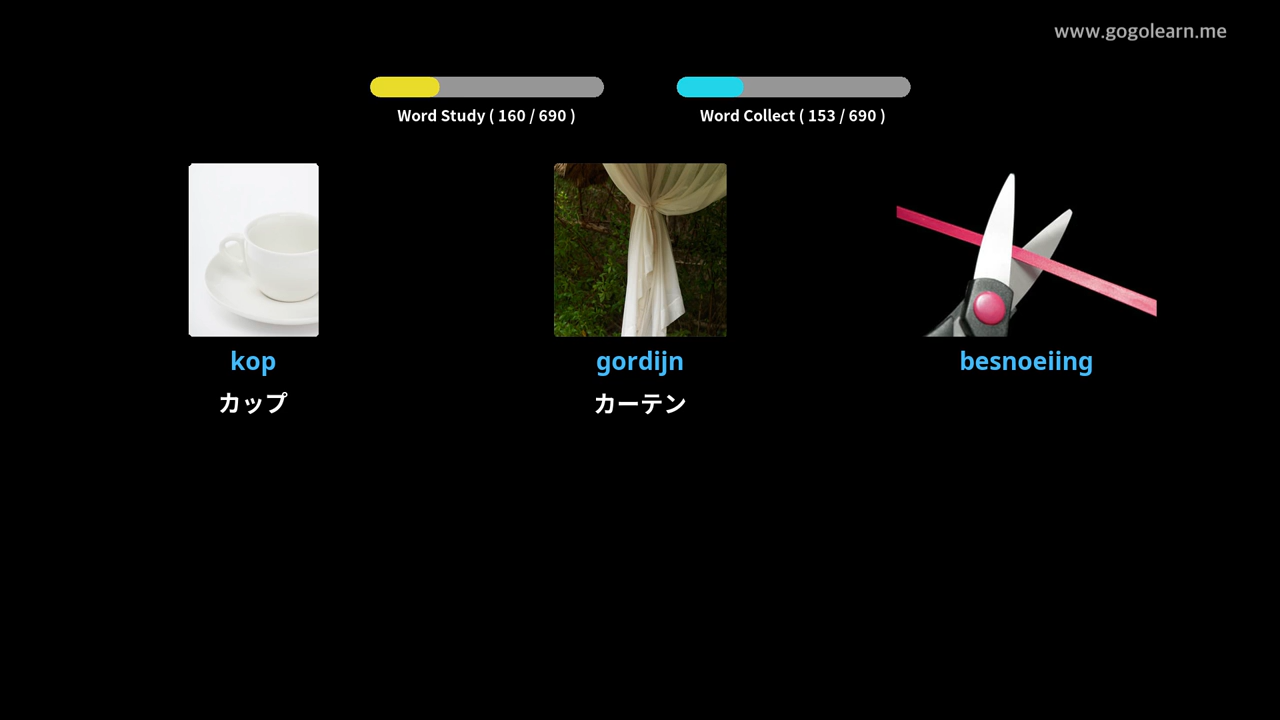 www.gogolearn.me
Word Study ( 160 / 690 )
Word Collect ( 153 / 690 )
kop
gordijn
besnoeiing
カップ
カーテン